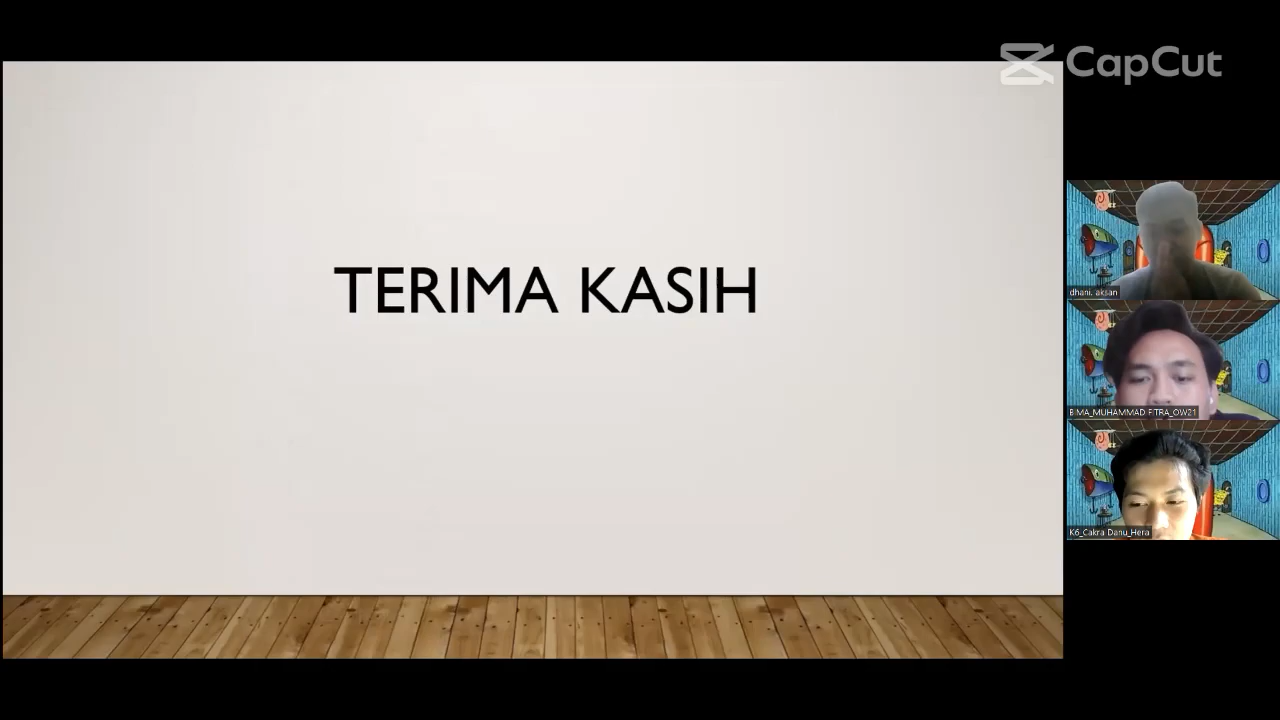 CapCut
TERIMA KASIH
dhani. aksan
BIMA_MUHAMMAD FITRA_OW21
K6_Cakra Danu_Hera